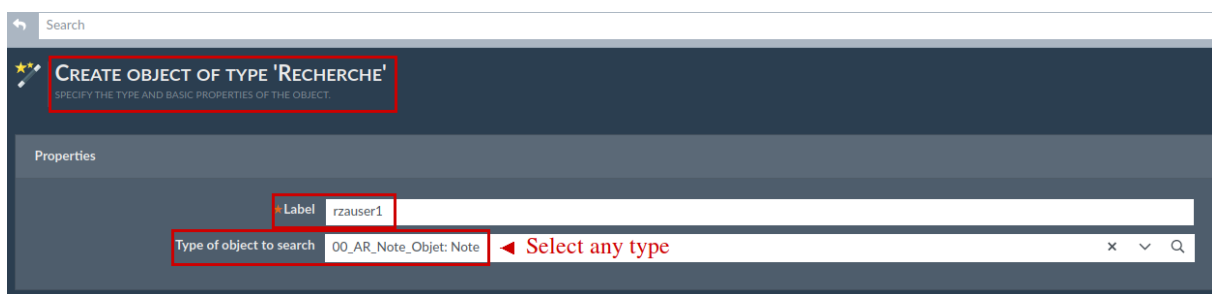 Search
CREATE OBJECT OF TYPE 'RECHERCHE'
SPECIFY THE TYPE AND BASIC PROPERTIES OF THE OBJECT.
Properties
*Label rzauser1
Type of object to search 00_AR_Note_Objet: Note Select any type